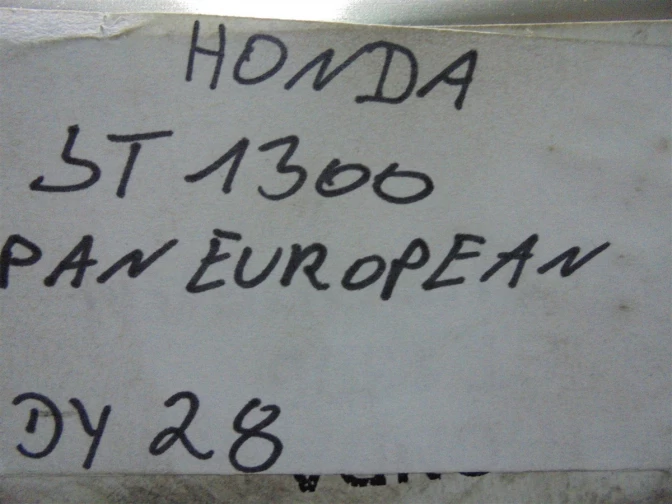 HONDA
ST 1300
PAN EUROPEAN
DY 28